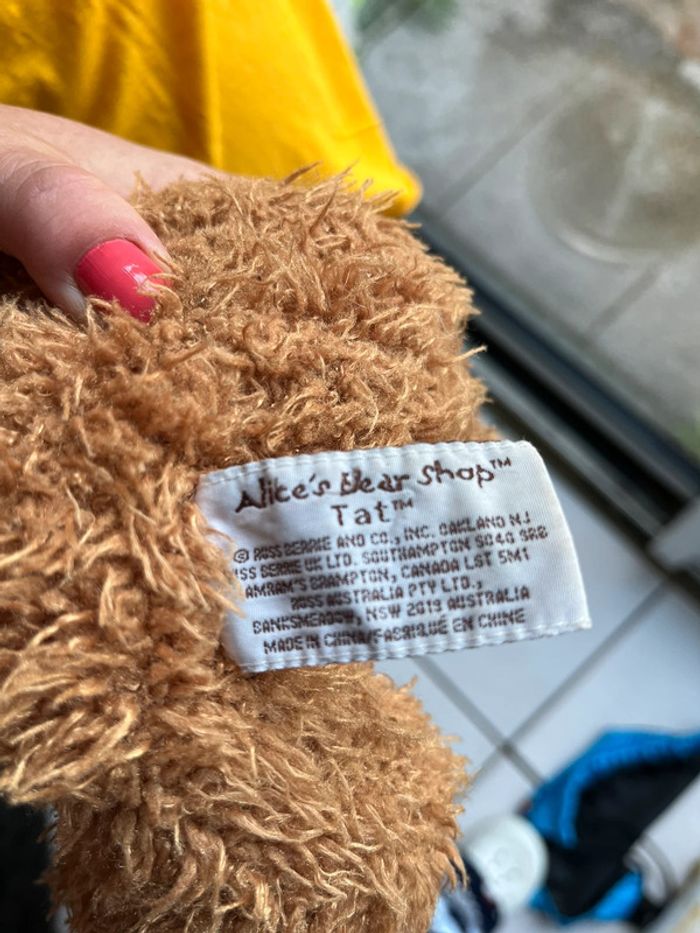 Alice's Bear Shop™
Tat™
© RUSS BERRIE AND CO., INC. OAKLAND NJ
SS BERRIE UK LTD. SOUTHAMPTON SO40 9RB
AMRAM'S BRAMPTON, CANADA L6T 5M1
RUSS AUSTRALIA PTY LTD.,
BANKSMEADOW, NSW 2019 AUSTRALIA
MADE IN CHINA/FABRIQUÉ EN CHINE